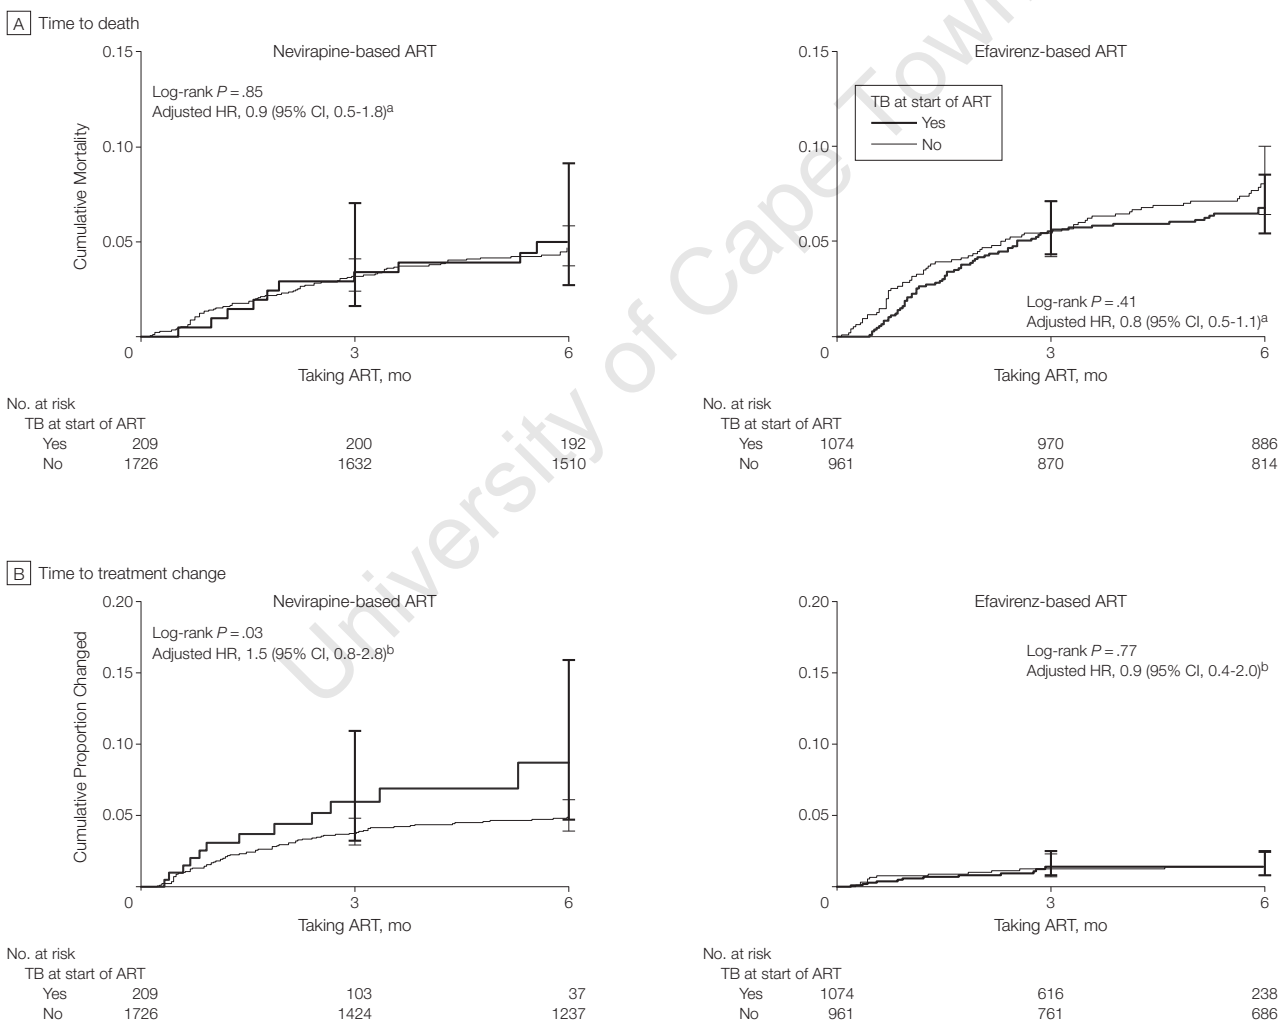 A Time to death
Nevirapine-based ART
0.15
0.10
0.05
0
3
6
Cumulative Mortality
Log-rank P = .85
Adjusted HR, 0.9 (95% CI, 0.5-1.8)a
Taking ART, mo
No. at risk
TB at start of ART
Yes 209 200 192
No 1726 1632 1510
Efavirenz-based ART
0.15
0.10
0.05
0
3
6
TB at start of ART
Yes
No
Log-rank P = .41
Adjusted HR, 0.8 (95% CI, 0.5-1.1)a
Taking ART, mo
No. at risk
TB at start of ART
Yes 1074 970 886
No 961 870 814
B Time to treatment change
Nevirapine-based ART
0.20
0.15
0.10
0.05
0
3
6
Cumulative Proportion Changed
Log-rank P = .03
Adjusted HR, 1.5 (95% CI, 0.8-2.8)b
Taking ART, mo
No. at risk
TB at start of ART
Yes 209 103 37
No 1726 1424 1237
Efavirenz-based ART
0.20
0.15
0.10
0.05
0
3
6
Log-rank P = .77
Adjusted HR, 0.9 (95% CI, 0.4-2.0)b
Taking ART, mo
No. at risk
TB at start of ART
Yes 1074 616 238
No 961 761 686
University of Cape Town